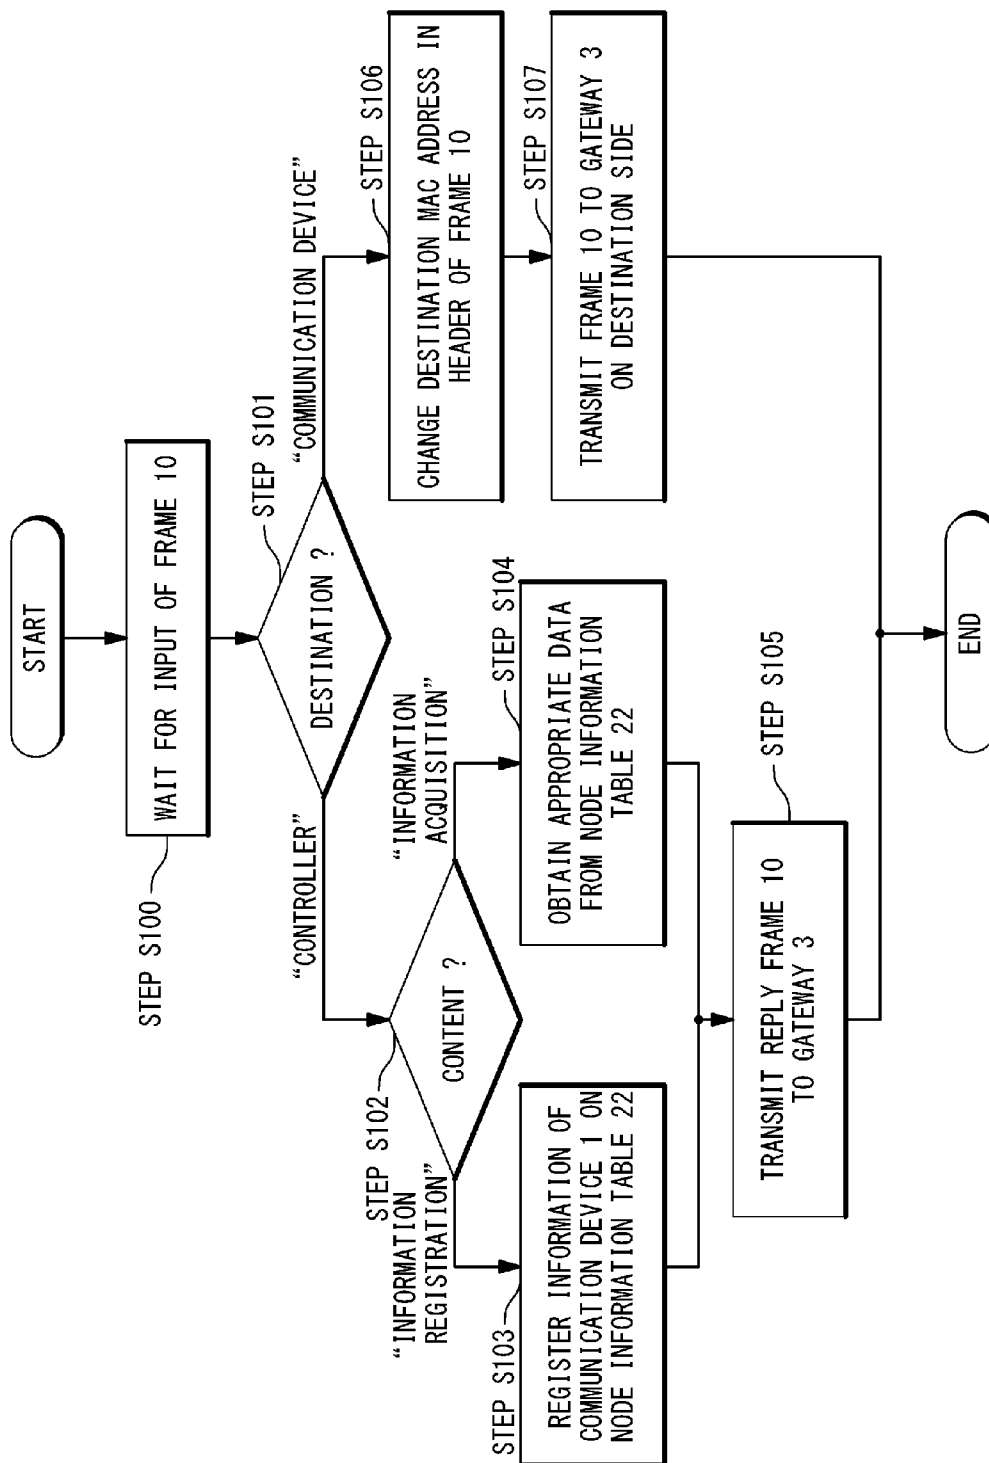 START
WAIT FOR INPUT OF FRAME 10
STEP S100
DESTINATION ?
STEP S101
“CONTROLLER”
“COMMUNICATION DEVICE”
CONTENT ?
STEP S102
“INFORMATION
REGISTRATION”
“INFORMATION
ACQUISITION”
STEP S103
REGISTER INFORMATION OF
COMMUNICATION DEVICE 1 ON
NODE INFORMATION TABLE 22
STEP S104
OBTAIN APPROPRIATE DATA
FROM NODE INFORMATION
TABLE 22
STEP S105
TRANSMIT REPLY FRAME 10
TO GATEWAY 3
STEP S106
CHANGE DESTINATION MAC ADDRESS IN
HEADER OF FRAME 10
STEP S107
TRANSMIT FRAME 10 TO GATEWAY 3
ON DESTINATION SIDE
END